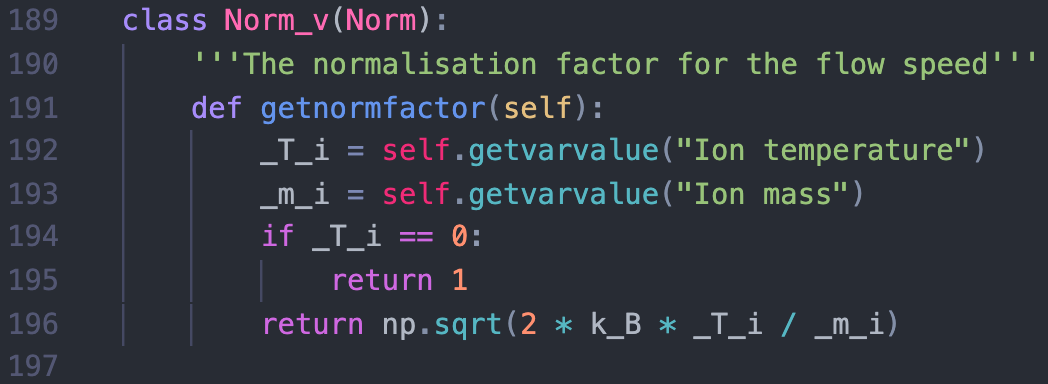 189 class Norm_v(Norm):
190 '''The normalisation factor for the flow speed'''
191 def getnormfactor(self):
192 _T_i = self.getvarvalue("Ion temperature")
193 _m_i = self.getvarvalue("Ion mass")
194 if _T_i == 0:
195 return 1
196 return np.sqrt(2 * k_B * _T_i / _m_i)
197